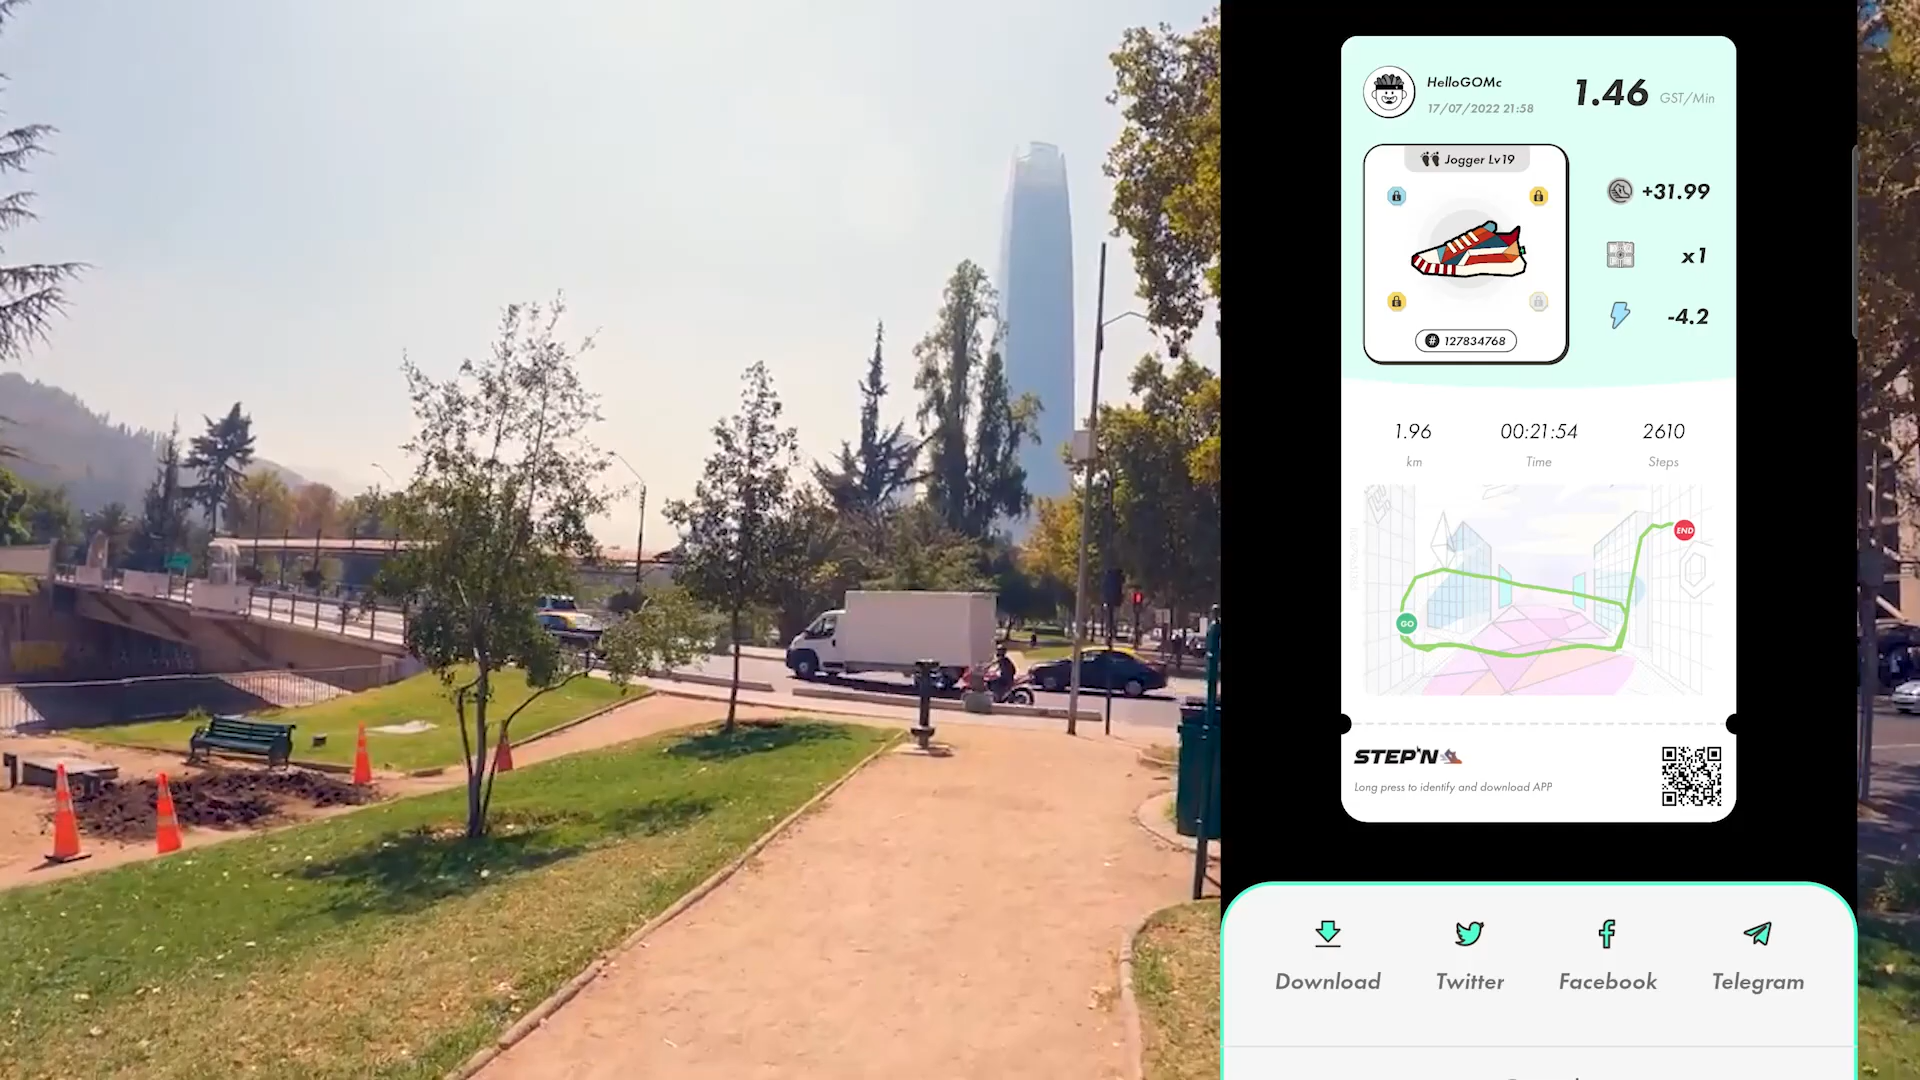 HelloGOMc
17/07/2022 21:58
1.46 GST/Min
Jogger Lv19
+31.99
x1
-4.2
# 127834768
1.96
km
00:21:54
Time
2610
Steps
GO
END
STEP'N
Long press to identify and download APP
Download
Twitter
Facebook
Telegram